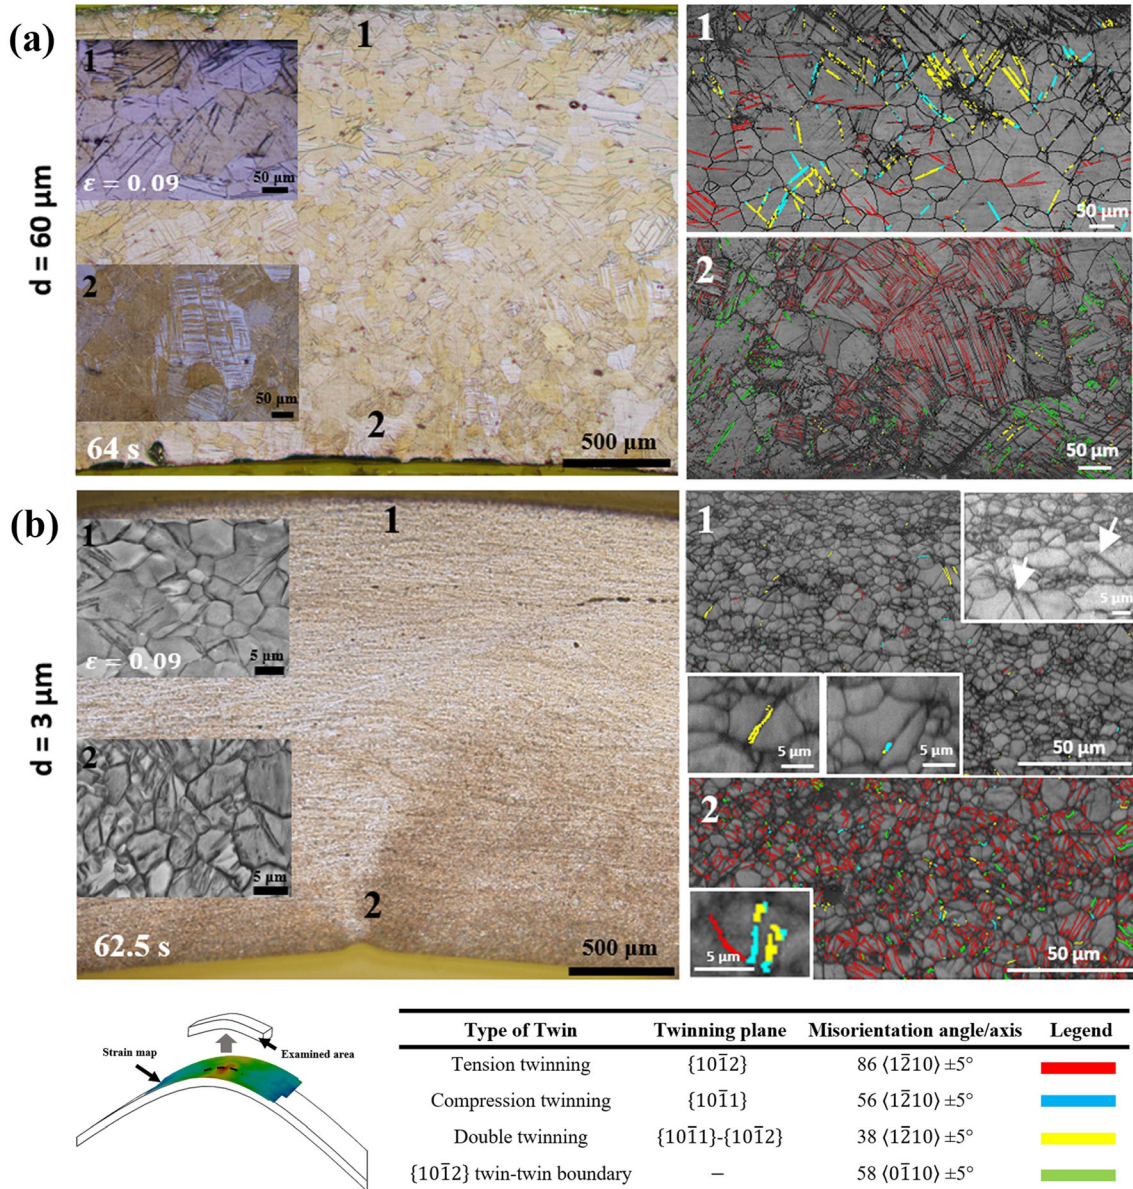 (a)
d = 60 μm
1
1
ε = 0.09
50 μm
2
50 μm
64 s
2
500 μm
1
50 μm
2
50 μm
(b)
d = 3 μm
1
1
ε = 0.09
5 μm
2
5 μm
62.5 s
2
500 μm
1
5 μm
5 μm
5 μm
50 μm
2
5 μm
50 μm
Strain map
Examined area
Type of Twin Twinning plane Misorientation angle/axis Legend
Tension twinning {101̅2} 86 ⟨12̅10⟩ ±5°
Compression twinning {101̅1} 56 ⟨12̅10⟩ ±5°
Double twinning {101̅1}-{101̅2} 38 ⟨12̅10⟩ ±5°
{101̅2} twin-twin boundary – 58 ⟨01̅10⟩ ±5°